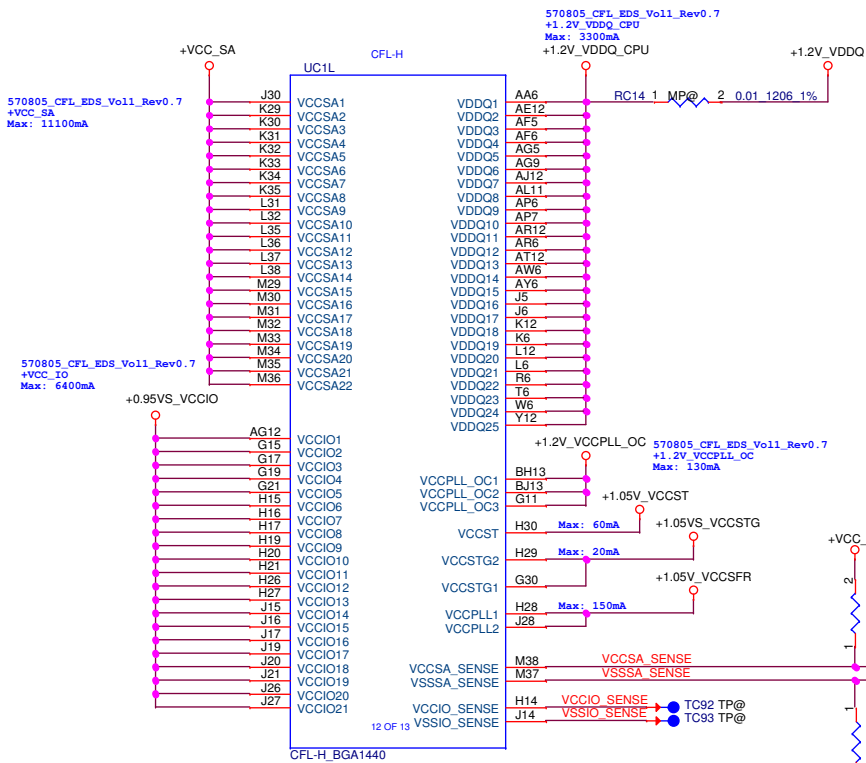 570805_CFL_EDS_Vol1_Rev0.7
+1.2V_VDDQ_CPU
Max: 3300mA
+VCC_SA
CFL-H
+1.2V_VDDQ_CPU
+1.2V_VDDQ
UC1L
570805_CFL_EDS_Vol1_Rev0.7
+VCC_SA
Max: 11100mA
RC14 1 MP@ 2 0.01_1206_1%
J30 VCCSA1 VDDQ1 AA6
K29 VCCSA2 VDDQ2 AE12
K30 VCCSA3 VDDQ3 AF5
K31 VCCSA4 VDDQ4 AF6
K32 VCCSA5 VDDQ5 AG5
K33 VCCSA6 VDDQ6 AG9
K34 VCCSA7 VDDQ7 AJ12
K35 VCCSA8 VDDQ8 AL11
L31 VCCSA9 VDDQ9 AP6
L32 VCCSA10 VDDQ10 AP7
L35 VCCSA11 VDDQ11 AR12
L36 VCCSA12 VDDQ12 AR6
L37 VCCSA13 VDDQ13 AT12
L38 VCCSA14 VDDQ14 AW6
M29 VCCSA15 VDDQ15 AY6
M30 VCCSA16 VDDQ16 J5
M31 VCCSA17 VDDQ17 J6
M32 VCCSA18 VDDQ18 K12
M33 VCCSA19 VDDQ19 K6
M34 VCCSA20 VDDQ20 L12
M35 VCCSA21 VDDQ21 L6
M36 VCCSA22 VDDQ22 R6
VDDQ23 T6
VDDQ24 W6
VDDQ25 Y12
570805_CFL_EDS_Vol1_Rev0.7
+VCC_IO
Max: 6400mA
+0.95VS_VCCIO
AG12 VCCIO1
G15 VCCIO2
G17 VCCIO3
G19 VCCIO4
G21 VCCIO5
H15 VCCIO6
H16 VCCIO7
H17 VCCIO8
H19 VCCIO9
H20 VCCIO10
H21 VCCIO11
H26 VCCIO12
H27 VCCIO13
J15 VCCIO14
J16 VCCIO15
J17 VCCIO16
J19 VCCIO17
J20 VCCIO18
J21 VCCIO19
J26 VCCIO20
J27 VCCIO21
+1.2V_VCCPLL_OC
570805_CFL_EDS_Vol1_Rev0.7
+1.2V_VCCPLL_OC
Max: 130mA
VCCPLL_OC1 BH13
VCCPLL_OC2 BJ13
VCCPLL_OC3 G11
+1.05V_VCCST
VCCST H30 Max: 60mA
+1.05VS_VCCSTG
VCCSTG2 H29 Max: 20mA
VCCSTG1 G30
+1.05V_VCCSFR
VCCPLL1 H28 Max: 150mA
VCCPLL2 J28
+VCC_
2
1
VCCSA_SENSE M38 VCCSA_SENSE
VSSSA_SENSE M37 VSSSA_SENSE
1
VCCIO_SENSE H14 VCCIO_SENSE TC92 TP@
VSSIO_SENSE J14 VSSIO_SENSE TC93 TP@
12 OF 13
CFL-H_BGA1440